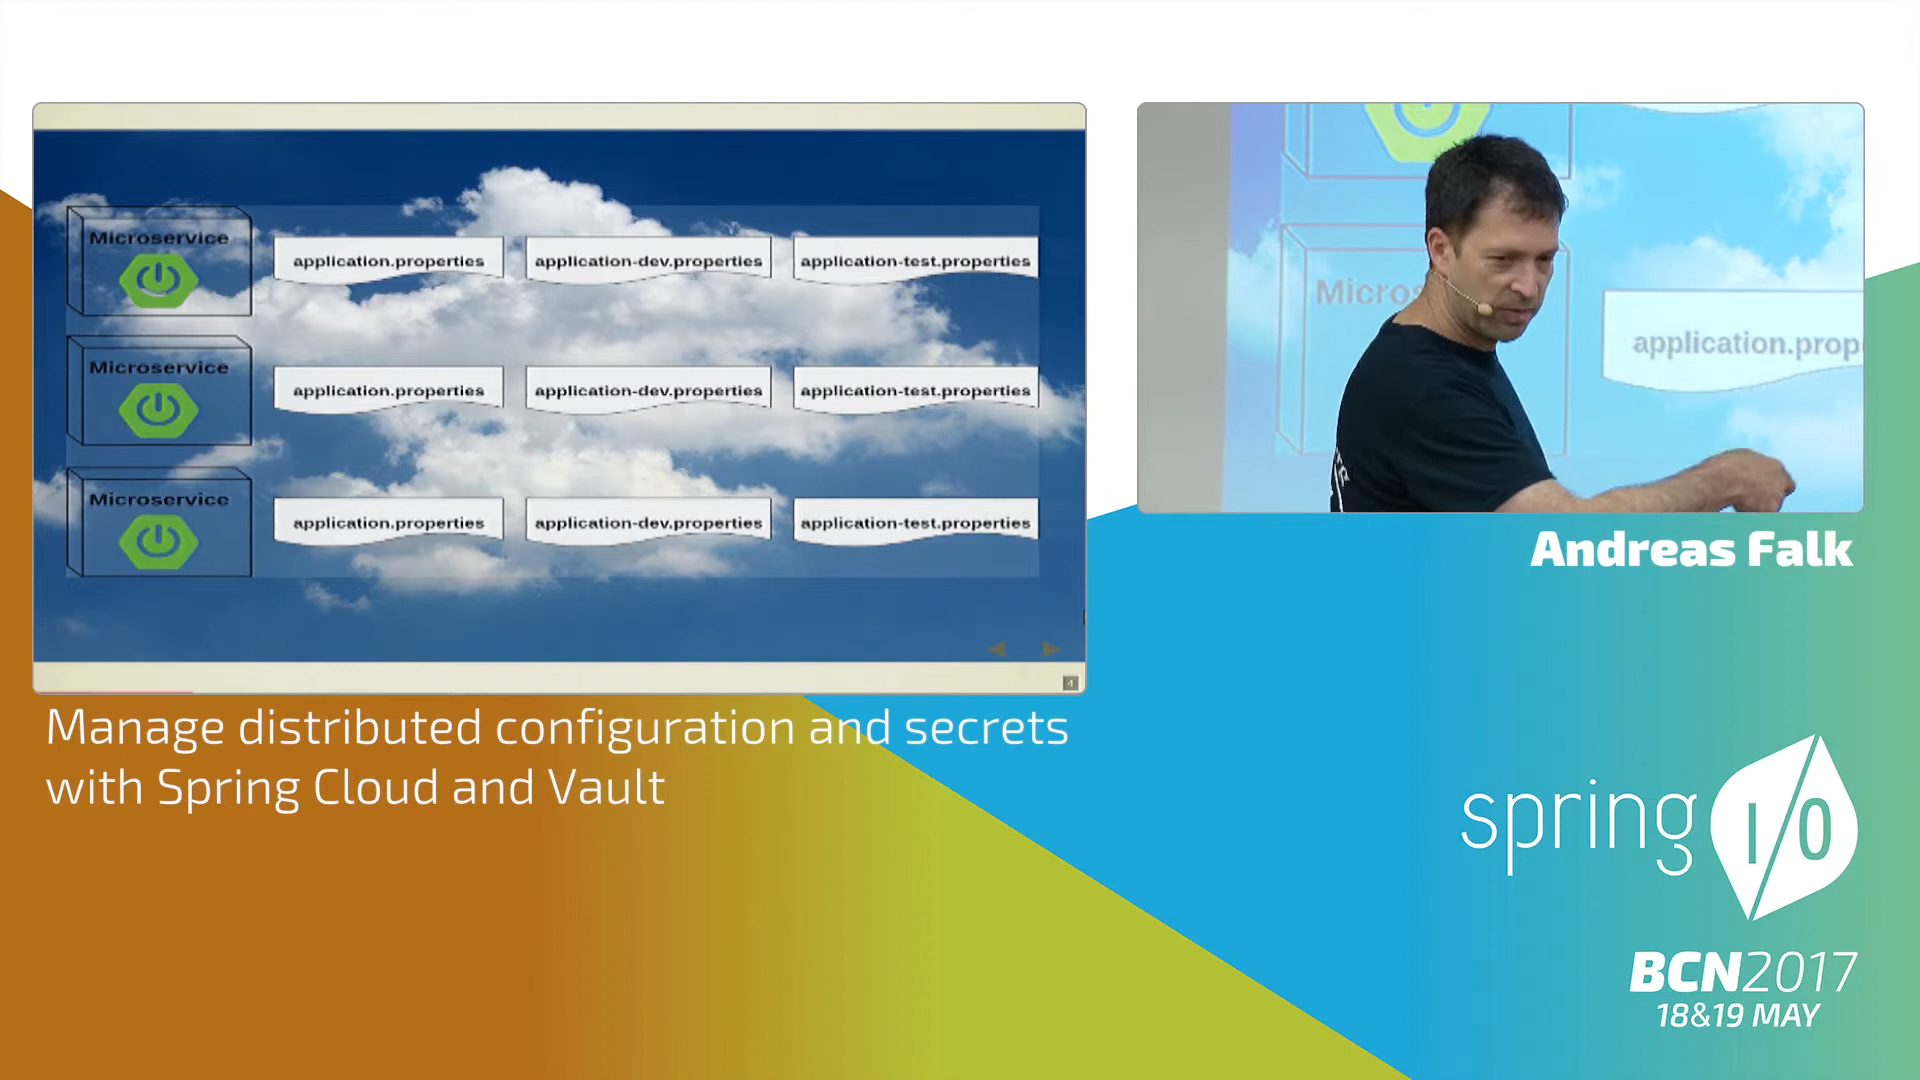 Microservice
application.properties
application-dev.properties
application-test.properties
Microservice
application.properties
application-dev.properties
application-test.properties
Microservice
application.properties
application-dev.properties
application-test.properties
4
Micros
application.prop
Andreas Falk
Manage distributed configuration and secrets
with Spring Cloud and Vault
spring I/O
BCN2017
18&19 MAY